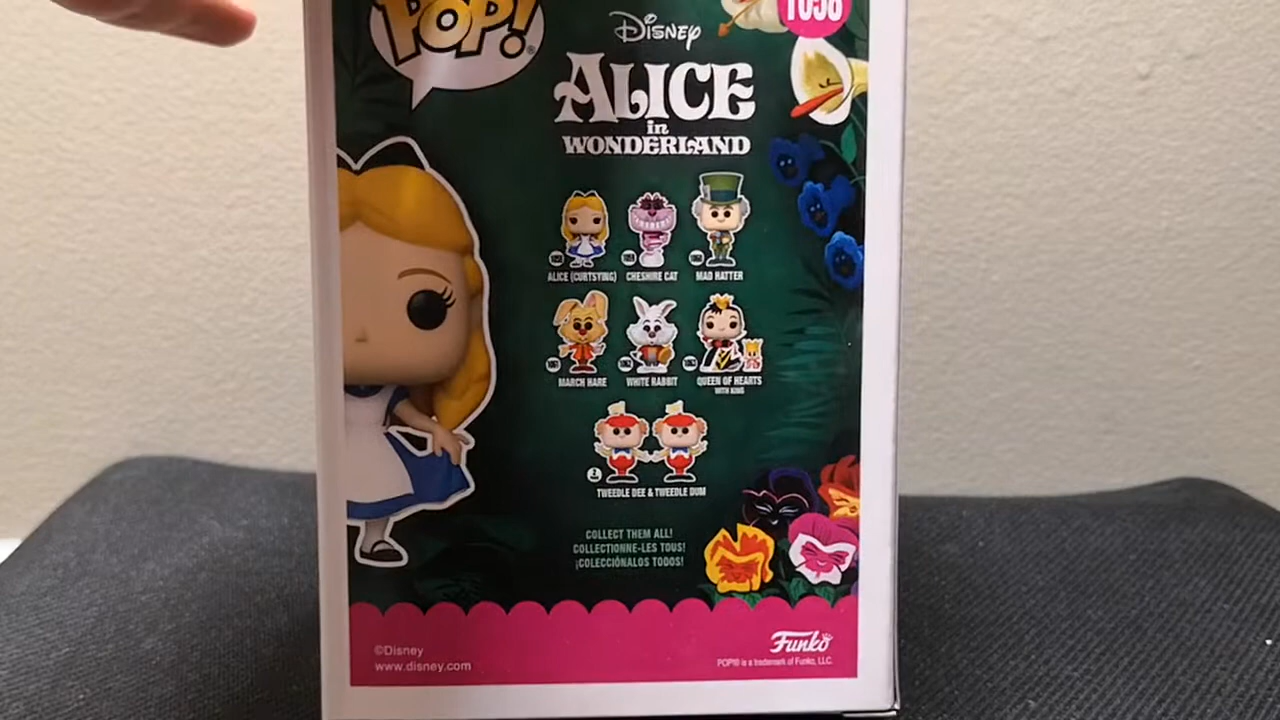 POP!
1058
Disney
ALICE
in
WONDERLAND
ALICE (CURTSYING)
CHESHIRE CAT
MAD HATTER
MARCH HARE
WHITE RABBIT
QUEEN OF HEARTS
WITH KING
TWEEDLE DEE & TWEEDLE DUM
COLLECT THEM ALL!
COLLECTIONNE-LES TOUS!
¡COLECCIÓNALOS TODOS!
©Disney
www.disney.com
Funko
POP!® is a trademark of Funko, LLC.